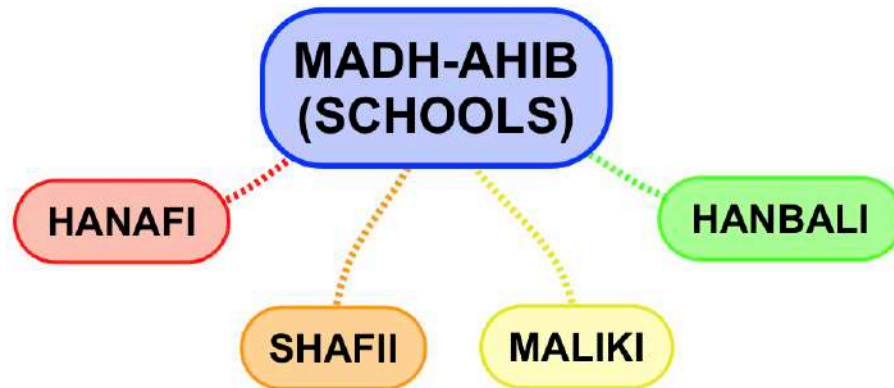 MADH-AHIB
(SCHOOLS)
HANAFI
HANBALI
SHAFII
MALIKI